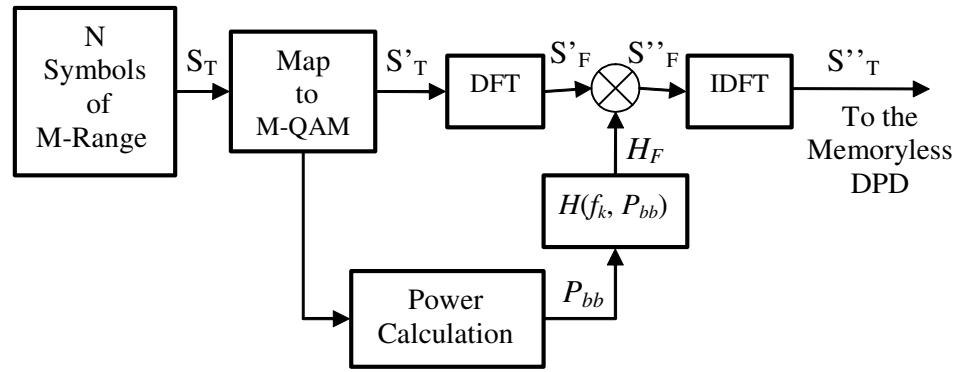 N
Symbols
of
M-Range
S_T
Map
to
M-QAM
S'_T
DFT
S'_F
S''_F
IDFT
S''_T
To the
Memoryless
DPD
H_F
H(f_k, P_bb)
Power
Calculation
P_bb